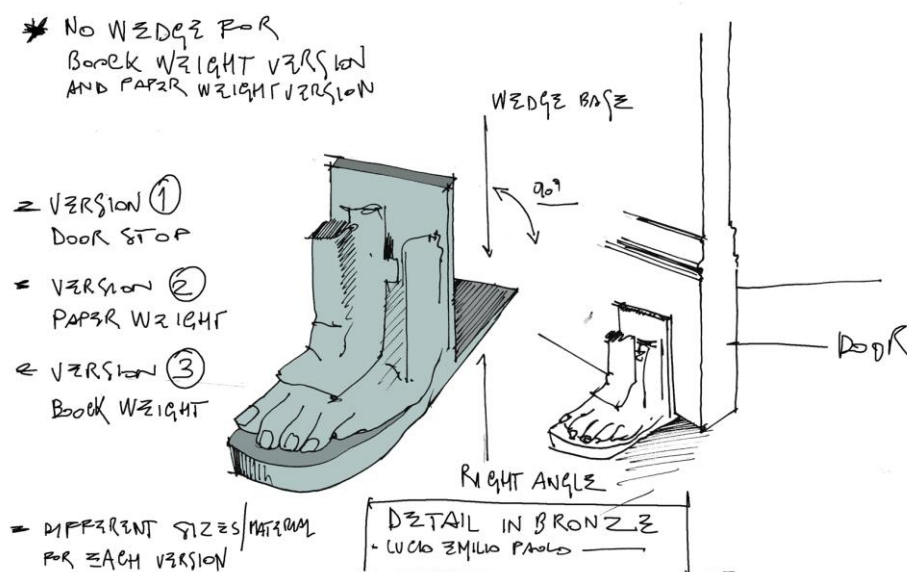 * NO WEDGE FOR
BOOCK WEIGHT VERSION
AND PAPER WEIGHT VERSION
WEDGE BASE
90°
= VERSION ①
DOOR STOP
= VERSION ②
PAPER WEIGHT
= VERSION ③
BOOCK WEIGHT
DOOR
RIGHT ANGLE
= DIFFERENT SIZES/MATERIAL
FOR EACH VERSION
DETAIL IN BRONZE
- LUCIO EMILIO PAOLO